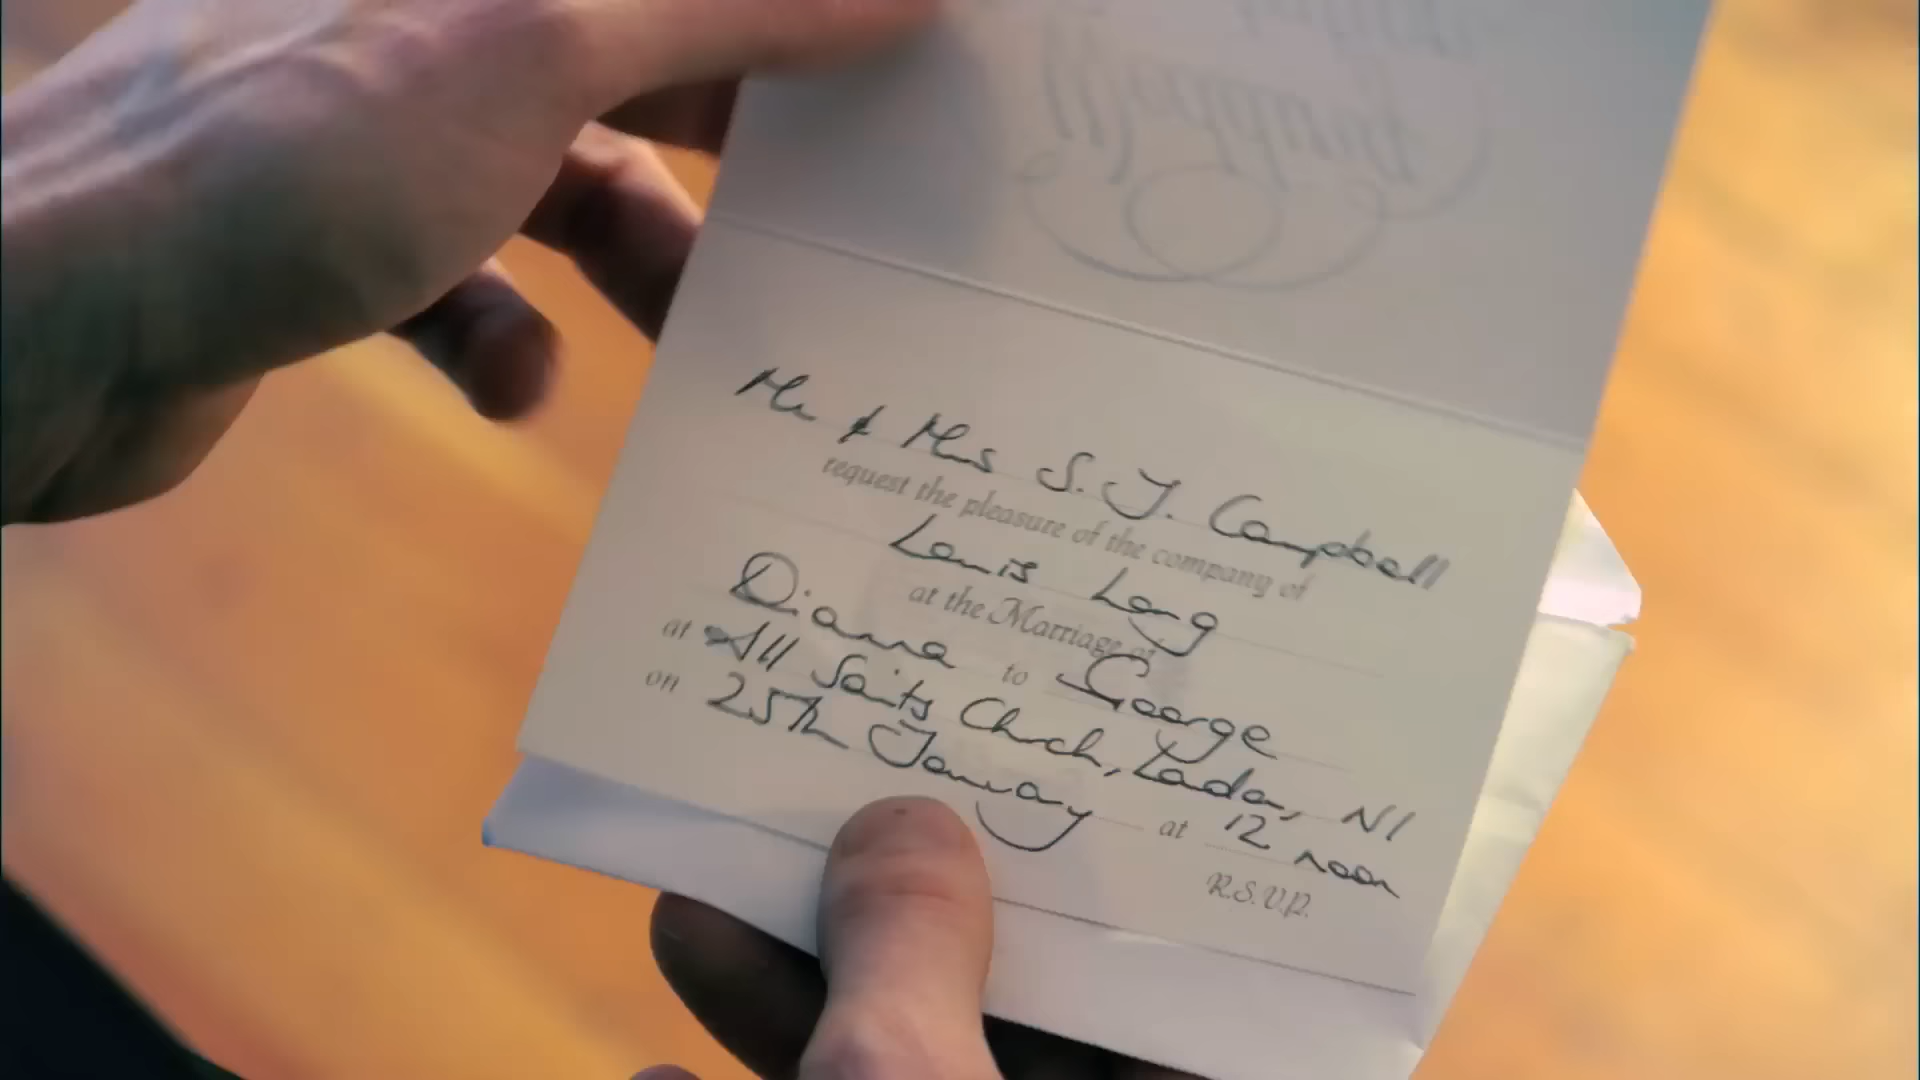 Mr & Mrs S. J. Campbell
request the pleasure of the company of
Lewis Lang
at the Marriage of
Diana to George
at All Saints Church, London, N1
on 25th January at 12 noon
R.S.V.P.